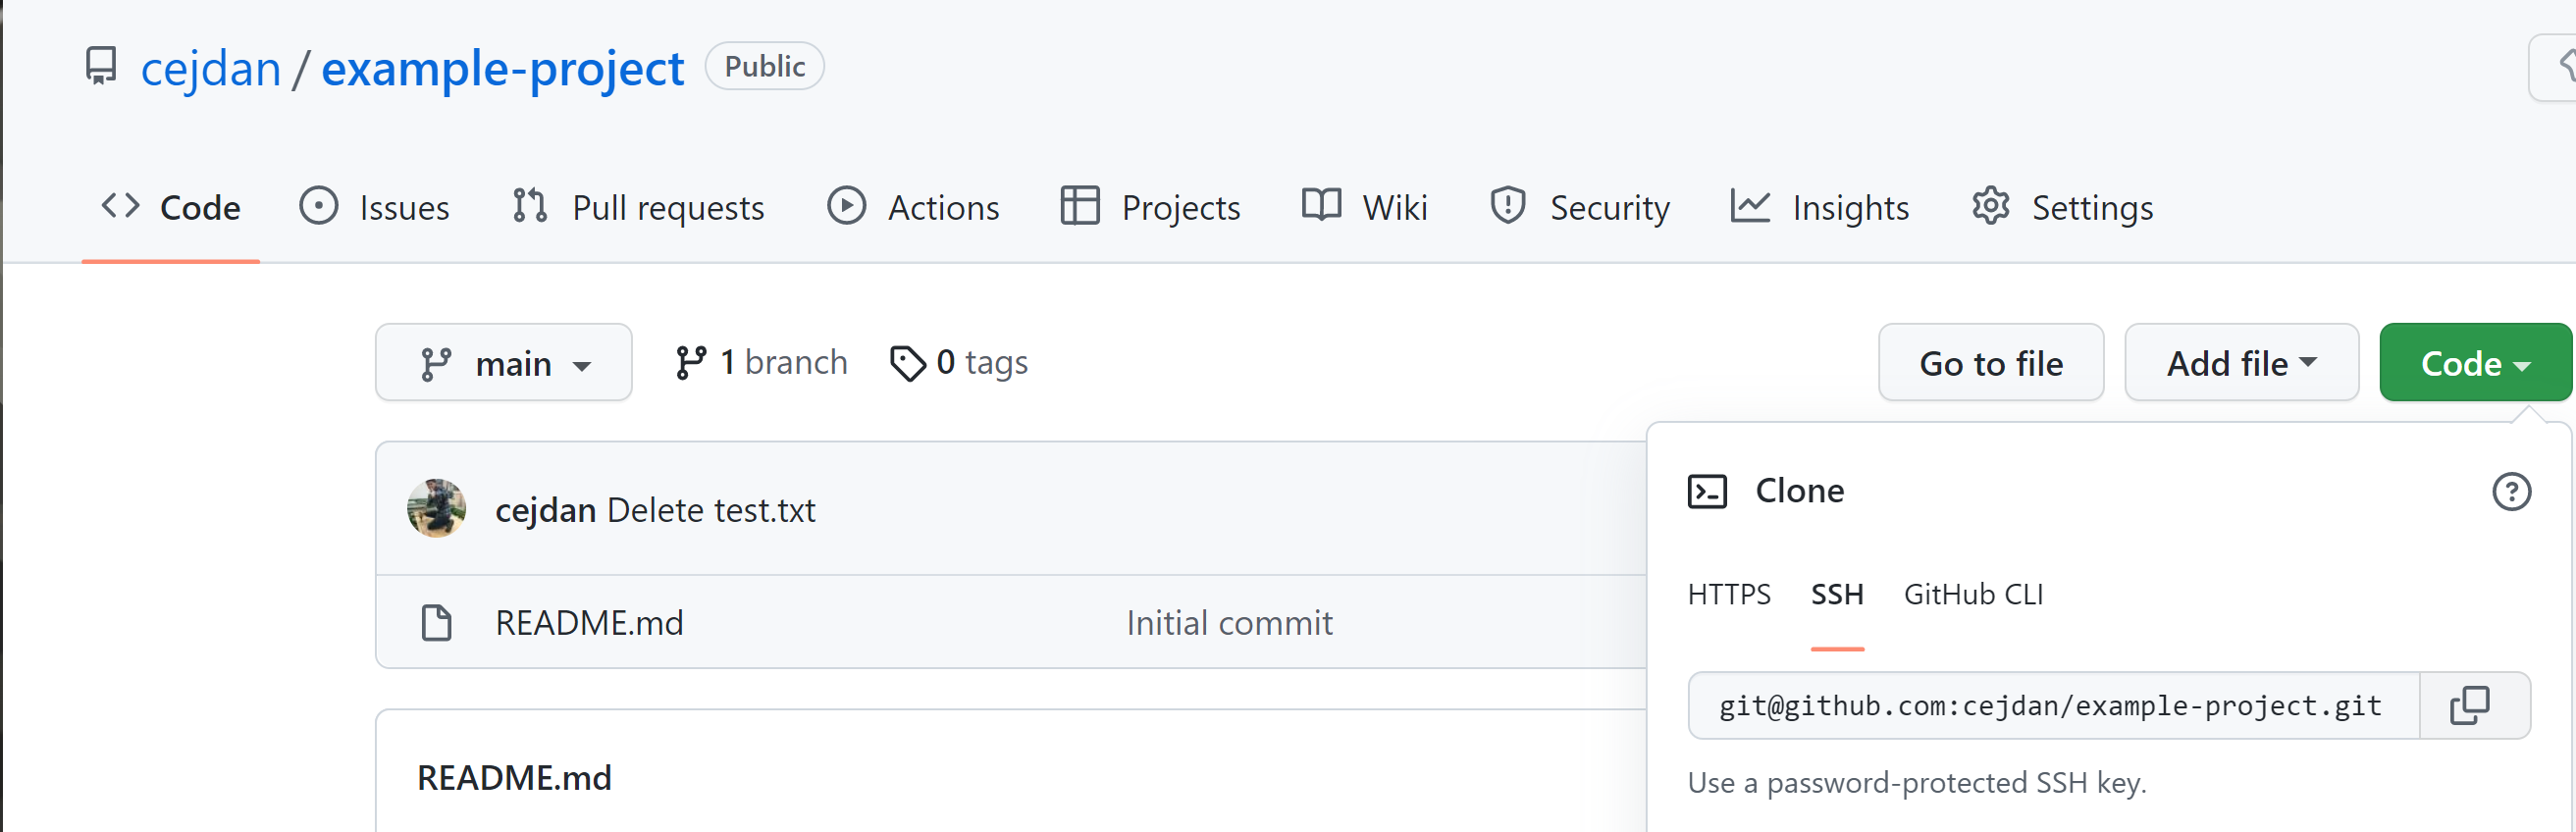 cejdan / example-project Public
Code Issues Pull requests Actions Projects Wiki Security Insights Settings
main 1 branch 0 tags Go to file Add file Code
cejdan Delete test.txt
README.md Initial commit
README.md
Clone
HTTPS SSH GitHub CLI
git@github.com:cejdan/example-project.git
Use a password-protected SSH key.